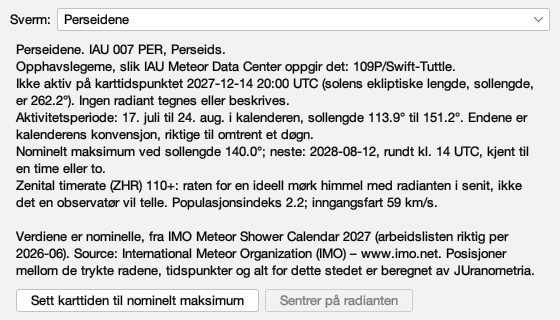 Sverm: Perseidene
Perseidene. IAU 007 PER, Perseids.
Opphavslegeme, slik IAU Meteor Data Center oppgir det: 109P/Swift-Tuttle.
Ikke aktiv på karttidspunktet 2027-12-14 20:00 UTC (solens ekliptiske lengde, sollengde,
er 262.2°). Ingen radiant tegnes eller beskrives.
Aktivitetsperiode: 17. juli til 24. aug. i kalenderen, sollengde 113.9° til 151.2°. Endene er
kalenderens konvensjon, riktige til omtrent et døgn.
Nominelt maksimum ved sollengde 140.0°; neste: 2028-08-12, rundt kl. 14 UTC, kjent til
en time eller to.
Zenital timerate (ZHR) 110+: raten for en ideell mørk himmel med radianten i senit, ikke
det en observatør vil telle. Populasjonsindeks 2.2; inngangsfart 59 km/s.
Verdiene er nominelle, fra IMO Meteor Shower Calendar 2027 (arbeidslisten riktig per
2026-06). Source: International Meteor Organization (IMO) – www.imo.net. Posisjoner
mellom de trykte radene, tidspunkter og alt for dette stedet er beregnet av JUranometria.
Sett karttiden til nominelt maksimum
Sentrer på radianten